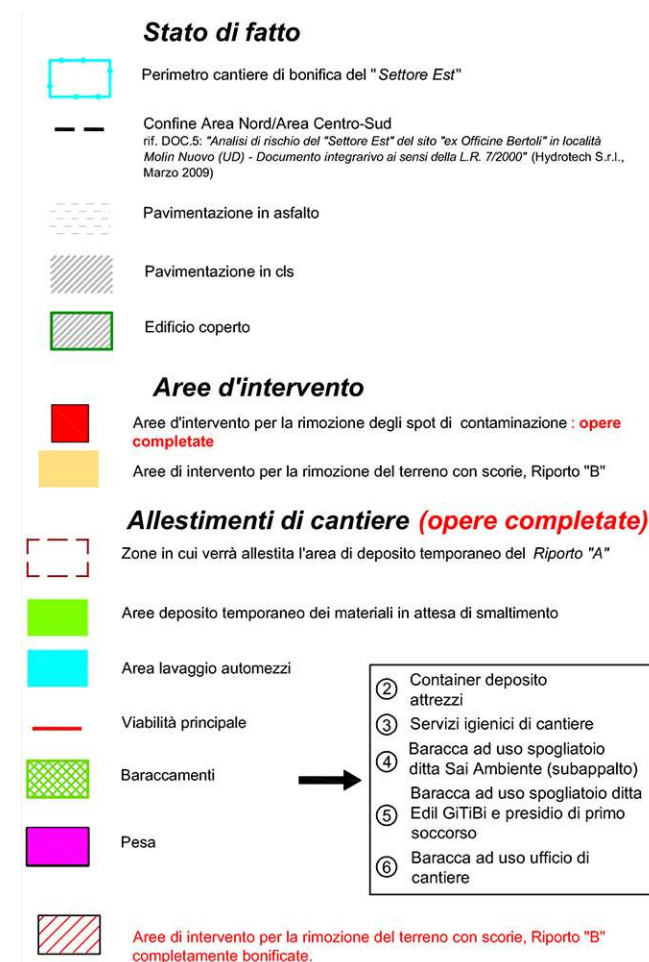 Stato di fatto
Perimetro cantiere di bonifica del "Settore Est"
Confine Area Nord/Area Centro-Sud
rif. DOC.5: "Analisi di rischio del "Settore Est" del sito "ex Officine Bertoli" in località
Molin Nuovo (UD) - Documento integrarivo ai sensi della L.R. 7/2000" (Hydrotech S.r.l.,
Marzo 2009)
Pavimentazione in asfalto
Pavimentazione in cls
Edificio coperto
Aree d'intervento
Aree d'intervento per la rimozione degli spot di contaminazione : opere
completate
Aree di intervento per la rimozione del terreno con scorie, Riporto "B"
Allestimenti di cantiere (opere completate)
Zone in cui verrà allestita l'area di deposito temporaneo del Riporto "A"
Aree deposito temporaneo dei materiali in attesa di smaltimento
Area lavaggio automezzi
Viabilità principale
Baraccamenti
Pesa
2 Container deposito
attrezzi
3 Servizi igienici di cantiere
4 Baracca ad uso spogliatoio
ditta Sai Ambiente (subappalto)
Baracca ad uso spogliatoio ditta
5 Edil GiTiBi e presidio di primo
soccorso
6 Baracca ad uso ufficio di
cantiere
Aree di intervento per la rimozione del terreno con scorie, Riporto "B"
completamente bonificate.